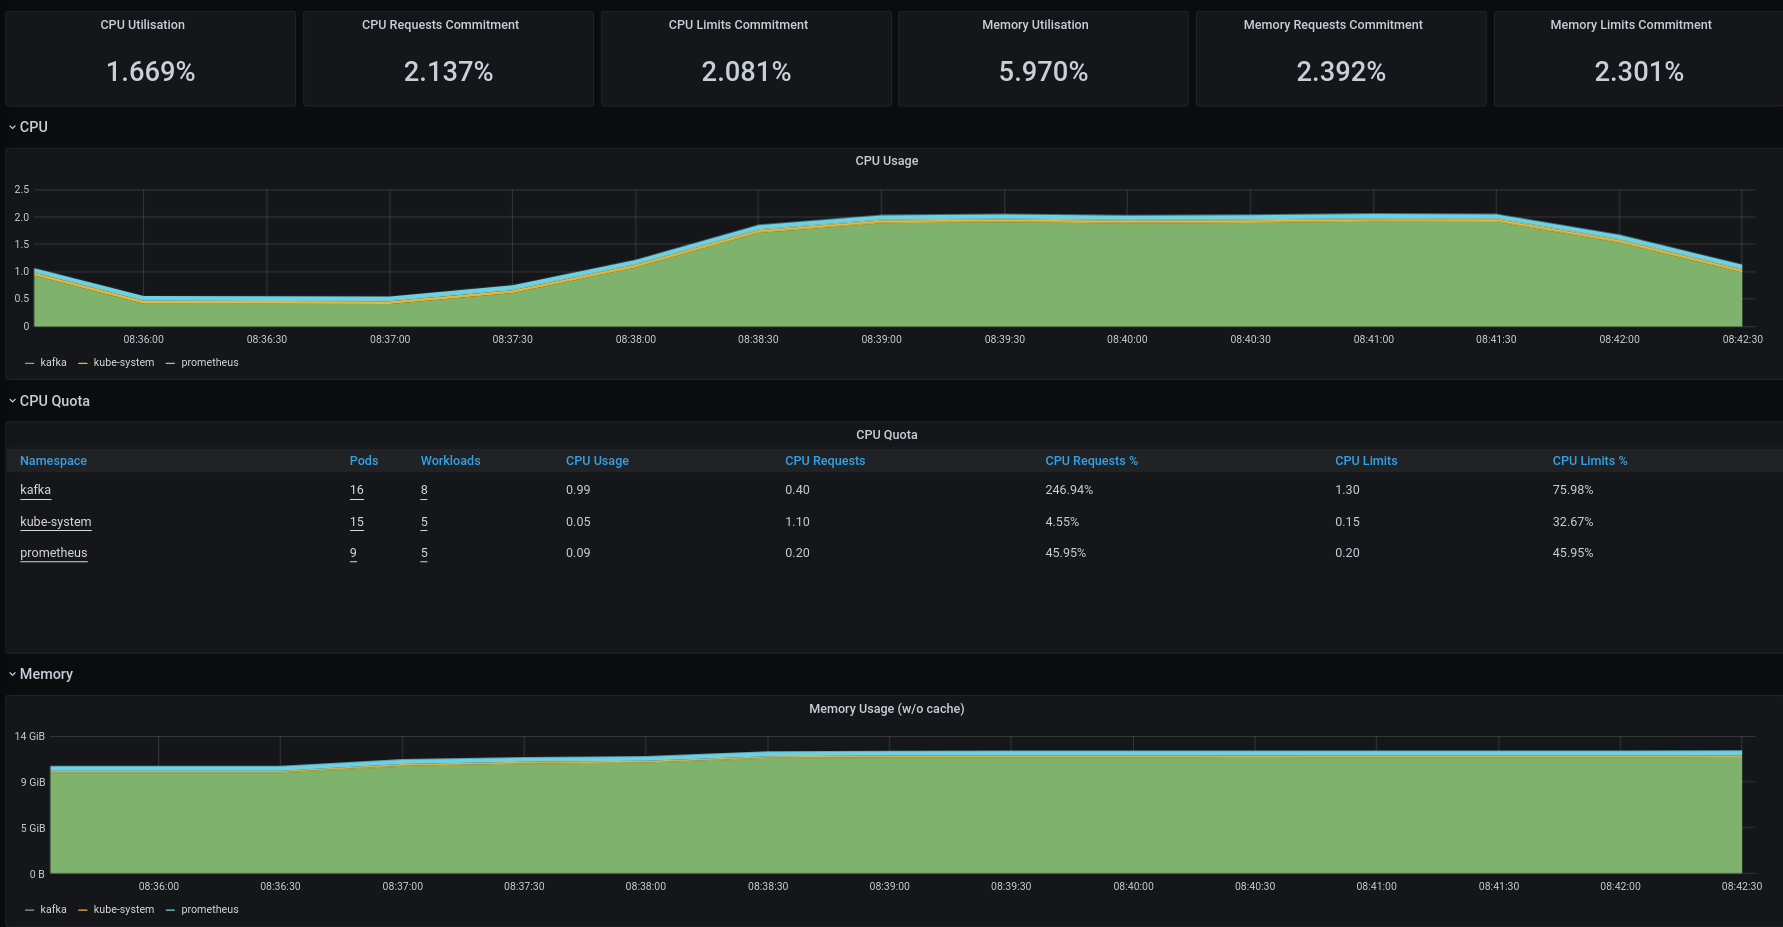 CPU Utilisation CPU Requests Commitment CPU Limits Commitment Memory Utilisation Memory Requests Commitment Memory Limits Commitment
1.669% 2.137% 2.081% 5.970% 2.392% 2.301%
CPU
CPU Usage
2.5
2.0
1.5
1.0
0.5
0
08:36:00 08:36:30 08:37:00 08:37:30 08:38:00 08:38:30 08:39:00 08:39:30 08:40:00 08:40:30 08:41:00 08:41:30 08:42:00 08:42:30
kafka kube-system prometheus
CPU Quota
CPU Quota
Namespace Pods Workloads CPU Usage CPU Requests CPU Requests % CPU Limits CPU Limits %
kafka 16 8 0.99 0.40 246.94% 1.30 75.98%
kube-system 15 5 0.05 1.10 4.55% 0.15 32.67%
prometheus 9 5 0.09 0.20 45.95% 0.20 45.95%
Memory
Memory Usage (w/o cache)
14 GiB
9 GiB
5 GiB
0 B
08:36:00 08:36:30 08:37:00 08:37:30 08:38:00 08:38:30 08:39:00 08:39:30 08:40:00 08:40:30 08:41:00 08:41:30 08:42:00 08:42:30
kafka kube-system prometheus